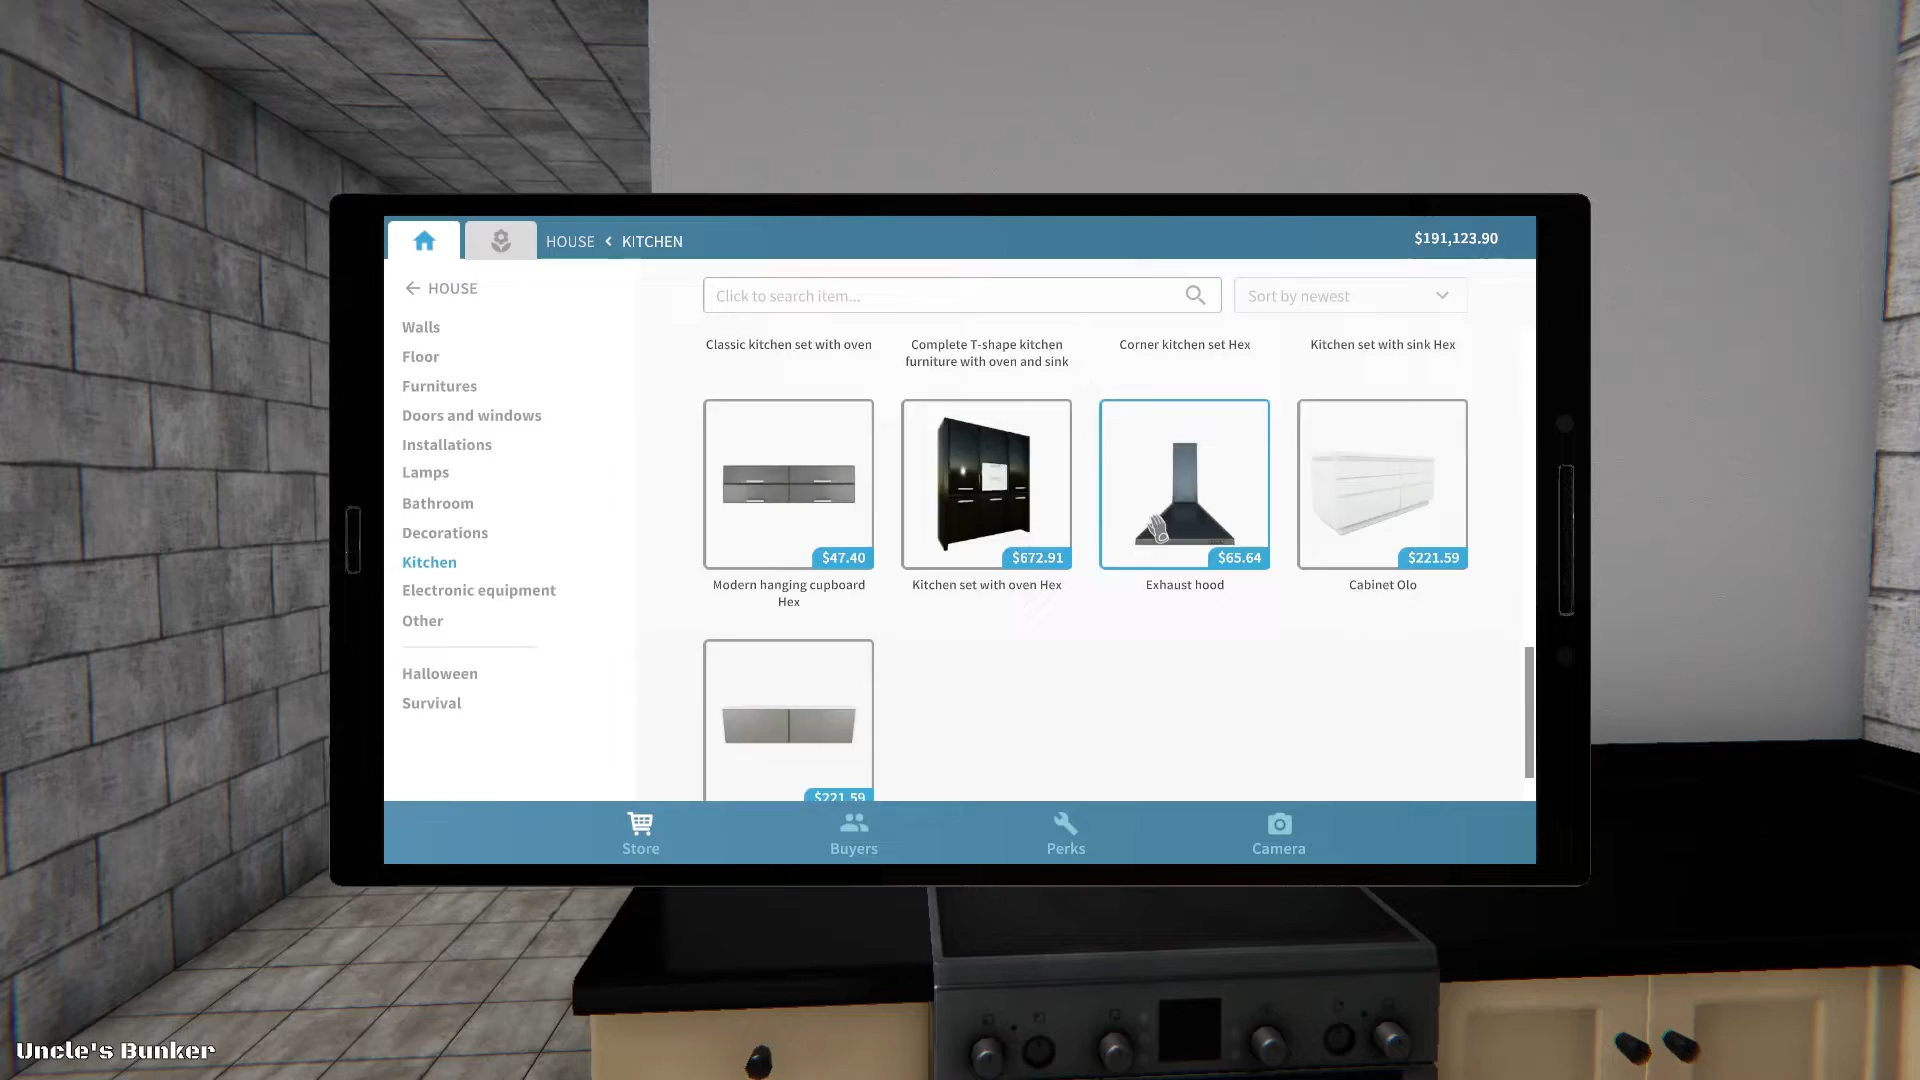 HOUSE < KITCHEN
$191,123.90
HOUSE
Click to search item...
Sort by newest
Walls
Floor
Furnitures
Doors and windows
Installations
Lamps
Bathroom
Decorations
Kitchen
Electronic equipment
Other
Halloween
Survival
Classic kitchen set with oven
Complete T-shape kitchen
furniture with oven and sink
Corner kitchen set Hex
Kitchen set with sink Hex
$47.40
$672.91
$65.64
$221.59
Modern hanging cupboard
Hex
Kitchen set with oven Hex
Exhaust hood
Cabinet Olo
$221.59
Store
Buyers
Perks
Camera
Uncle's Bunker